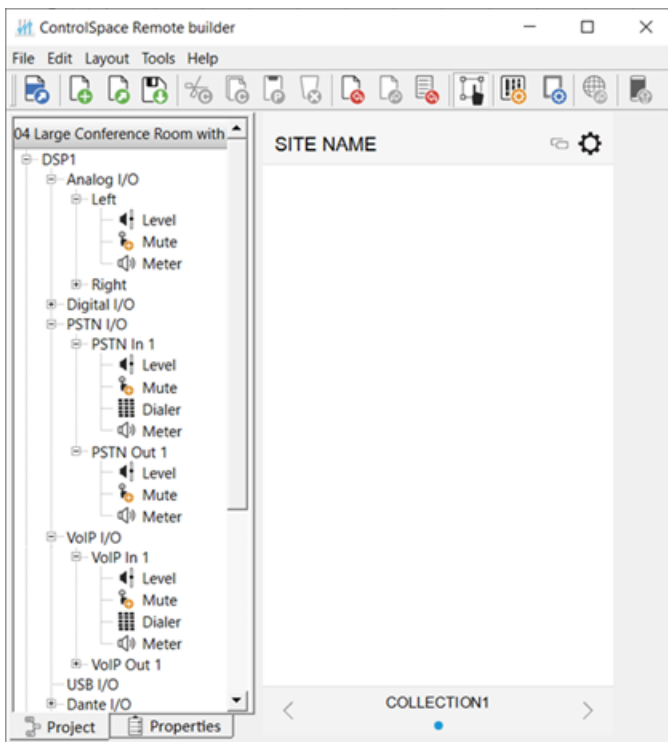 ControlSpace Remote builder
File Edit Layout Tools Help
04 Large Conference Room with
DSP1
Analog I/O
Left
Level
Mute
Meter
Right
Digital I/O
PSTN I/O
PSTN In 1
Level
Mute
Dialer
Meter
PSTN Out 1
Level
Mute
Meter
VoIP I/O
VoIP In 1
Level
Mute
Dialer
Meter
VoIP Out 1
USB I/O
Dante I/O
Project Properties
SITE NAME
COLLECTION1